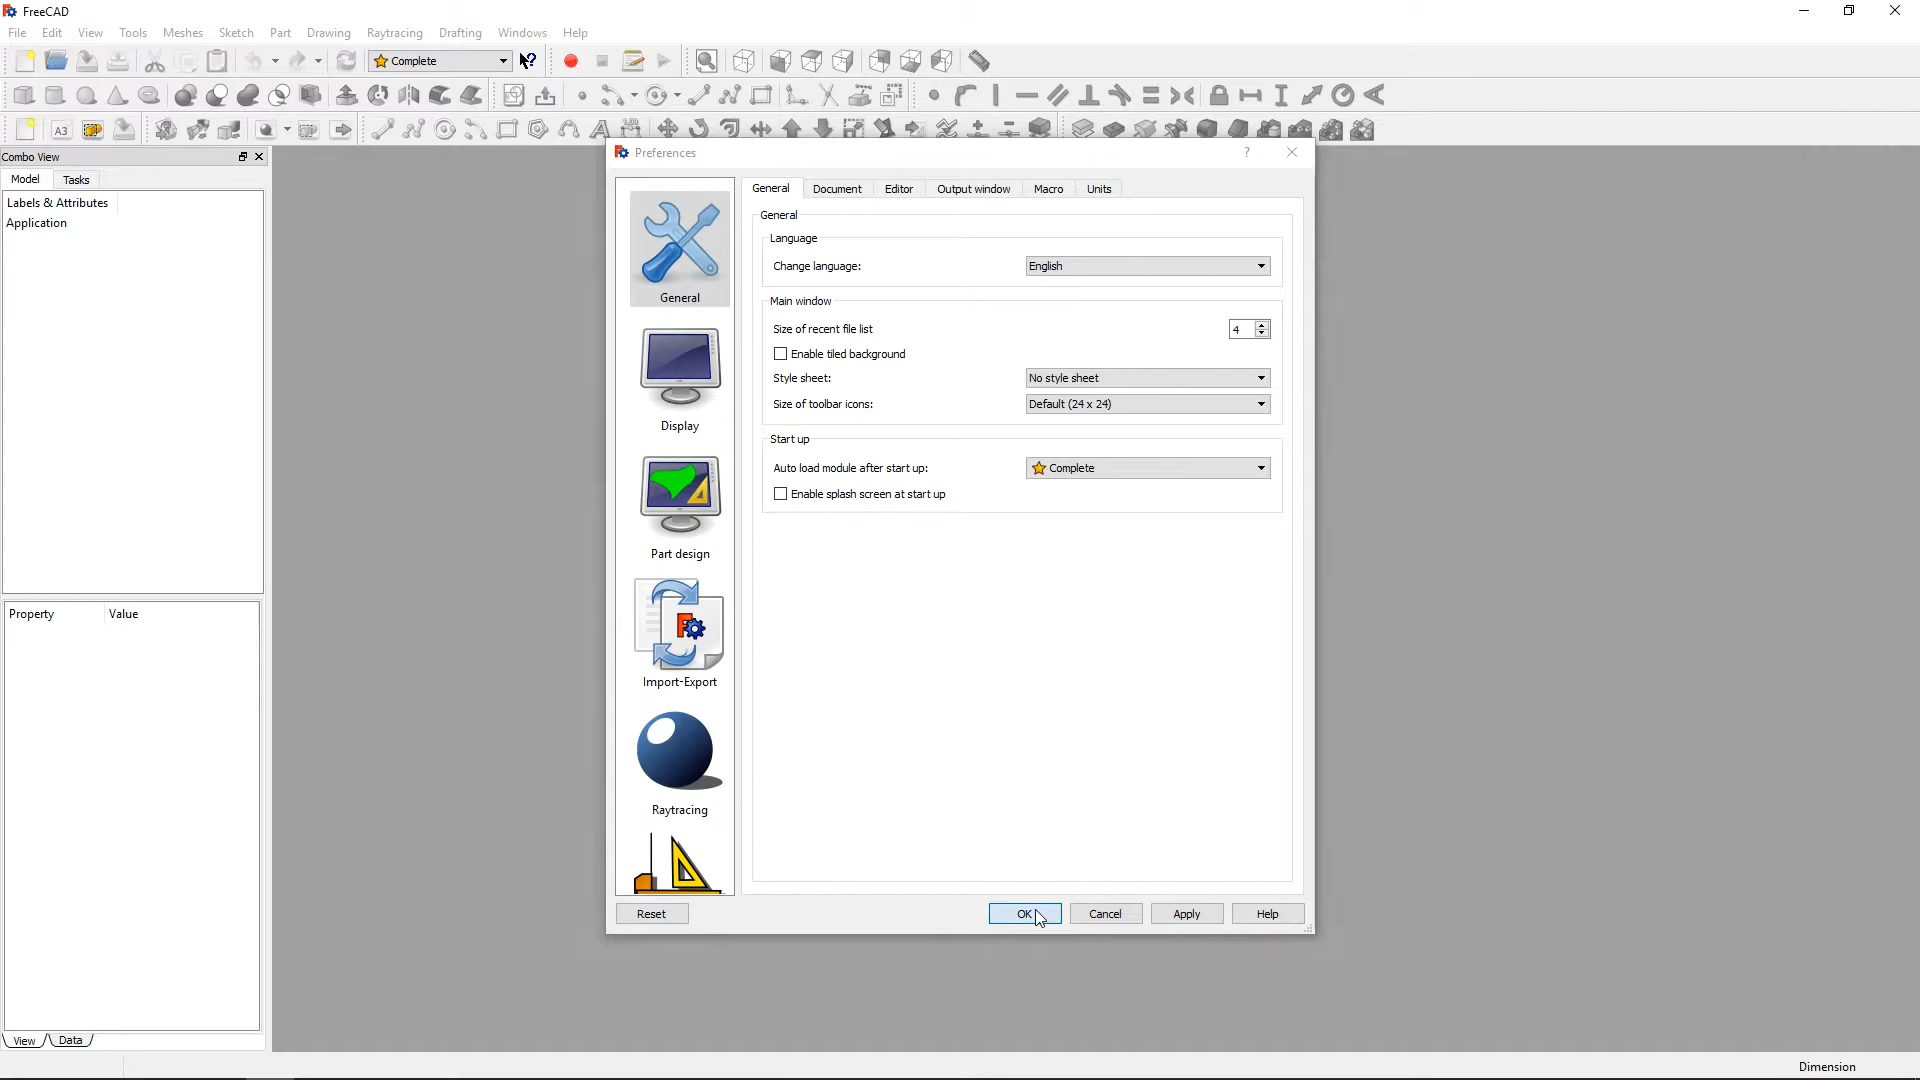 FreeCAD
File Edit View Tools Meshes Sketch Part Drawing Raytracing Drafting Windows Help
Complete
A3
Combo View
Model Tasks
Labels & Attributes
Application
Property Value
View Data
Preferences
General
Display
Part design
Import-Export
Raytracing
General Document Editor Output window Macro Units
General
Language
Change language: English
Main window
Size of recent file list 4
Enable tiled background
Style sheet: No style sheet
Size of toolbar icons: Default (24 x 24)
Start up
Auto load module after start up: Complete
Enable splash screen at start up
Reset OK Cancel Apply Help
Dimension